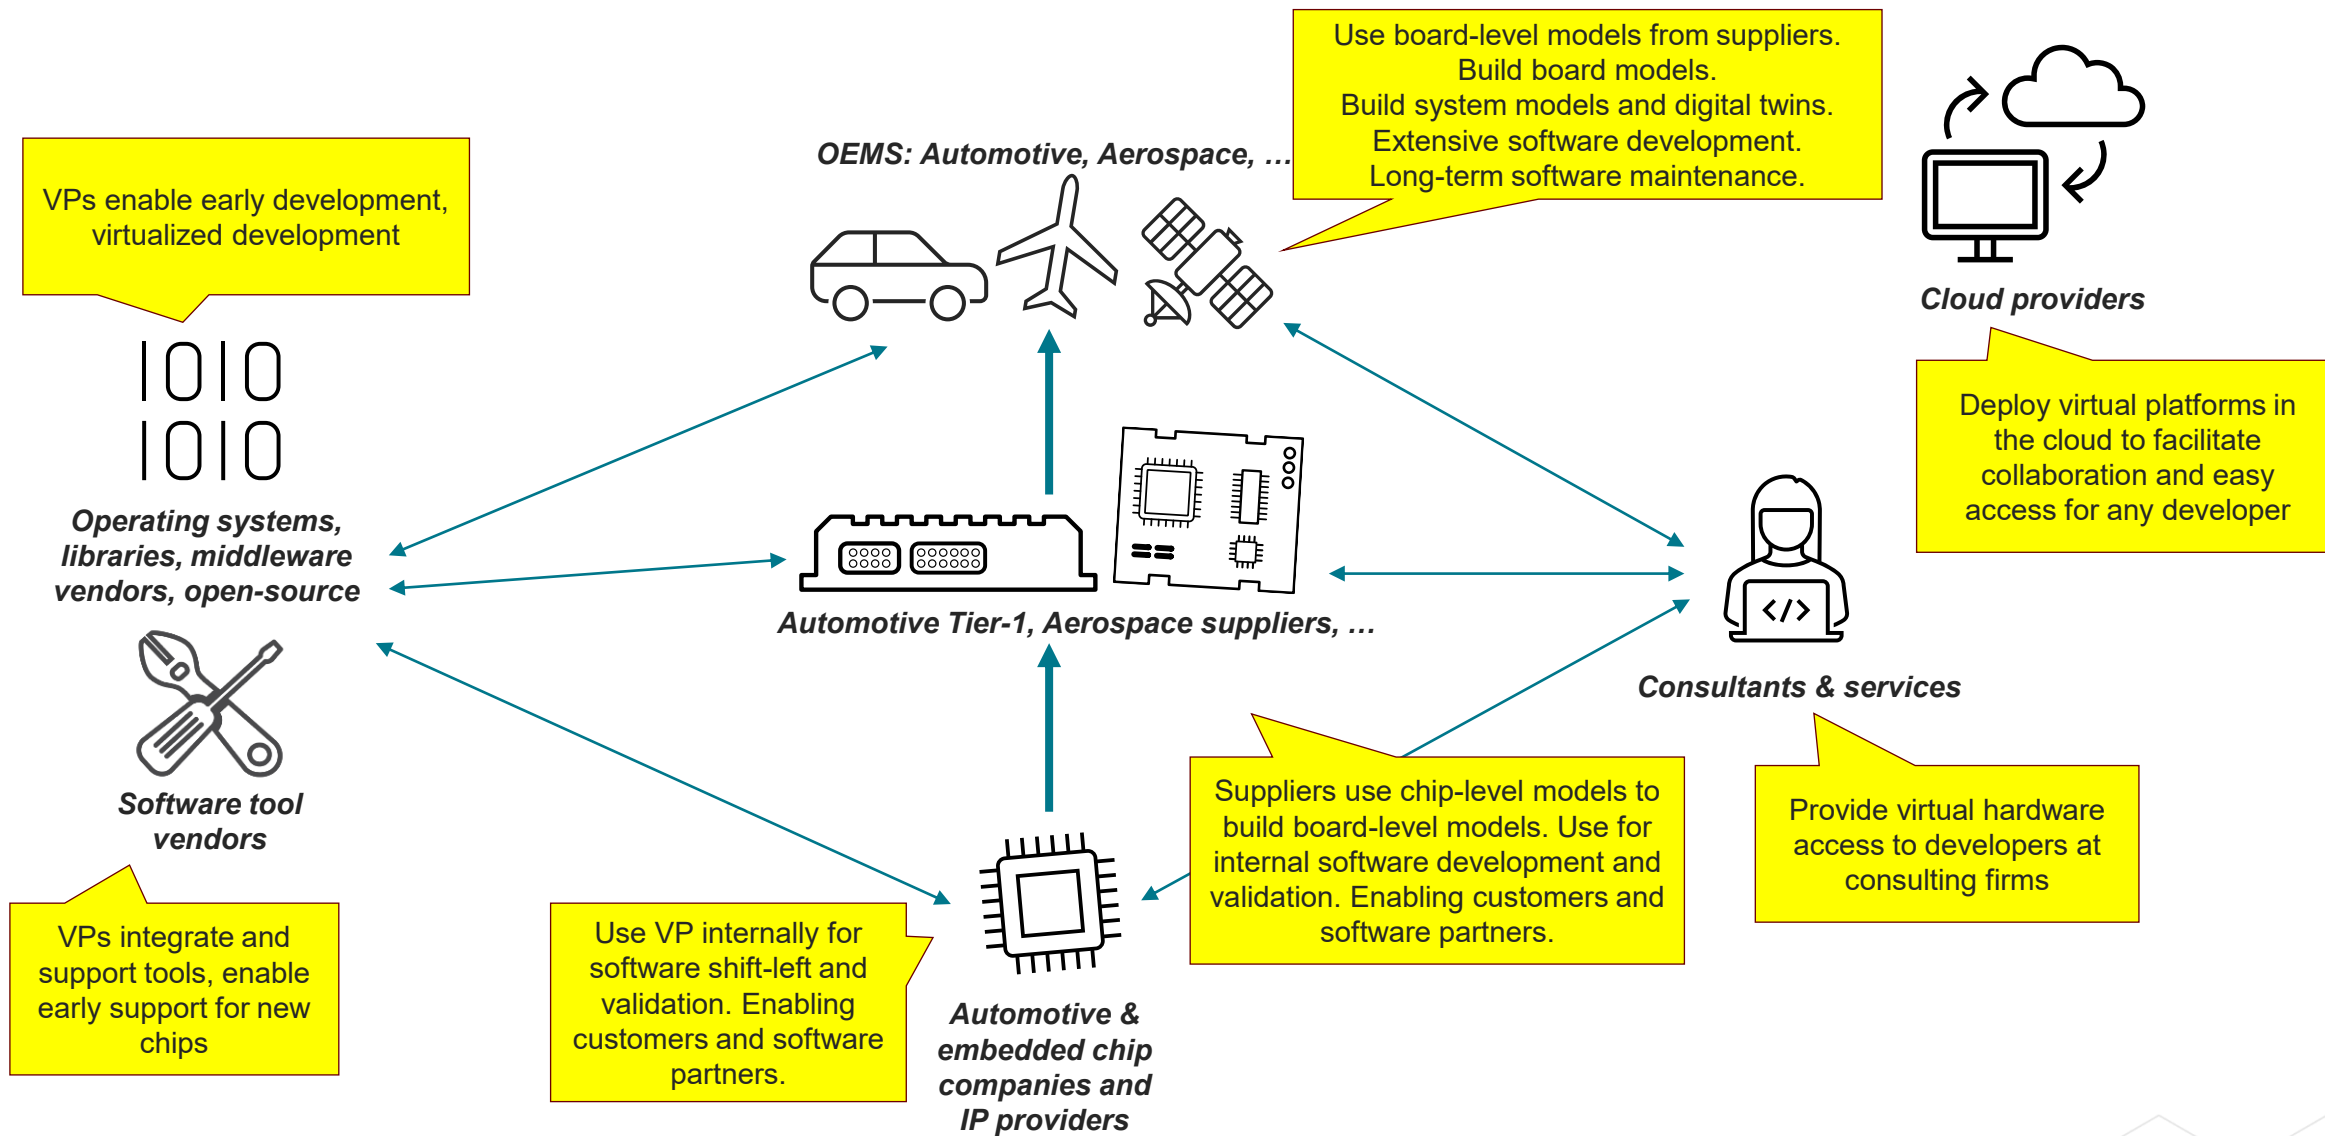 Use board-level models from suppliers.
Build board models.
Build system models and digital twins.
Extensive software development.
Long-term software maintenance.
OEMS: Automotive, Aerospace, …
VPs enable early development,
virtualized development
Cloud providers
Deploy virtual platforms in
the cloud to facilitate
collaboration and easy
access for any developer
Operating systems,
libraries, middleware
vendors, open-source
Automotive Tier-1, Aerospace suppliers, …
</>
Consultants & services
Software tool
vendors
Suppliers use chip-level models to
build board-level models. Use for
internal software development and
validation. Enabling customers and
software partners.
Provide virtual hardware
access to developers at
consulting firms
VPs integrate and
support tools, enable
early support for new
chips
Use VP internally for
software shift-left and
validation. Enabling
customers and software
partners.
Automotive &
embedded chip
companies and
IP providers